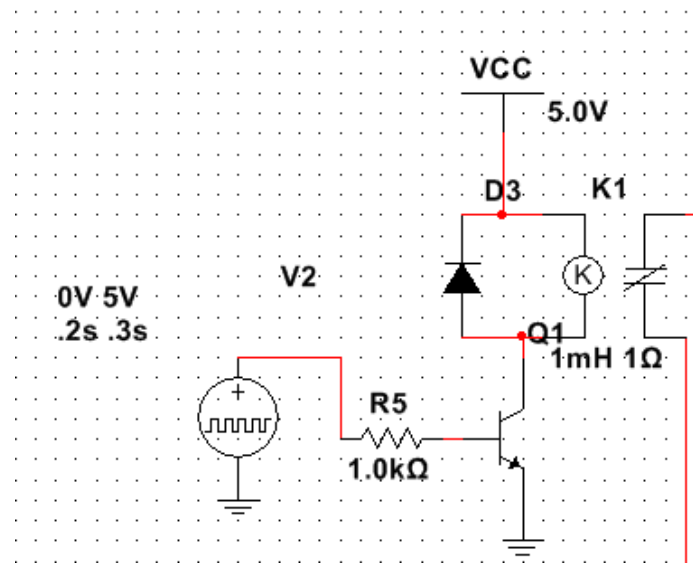 VCC
5.0V
D3
K1
V2
K
0V 5V
.2s .3s
Q1
1mH 1Ω
R5
1.0kΩ